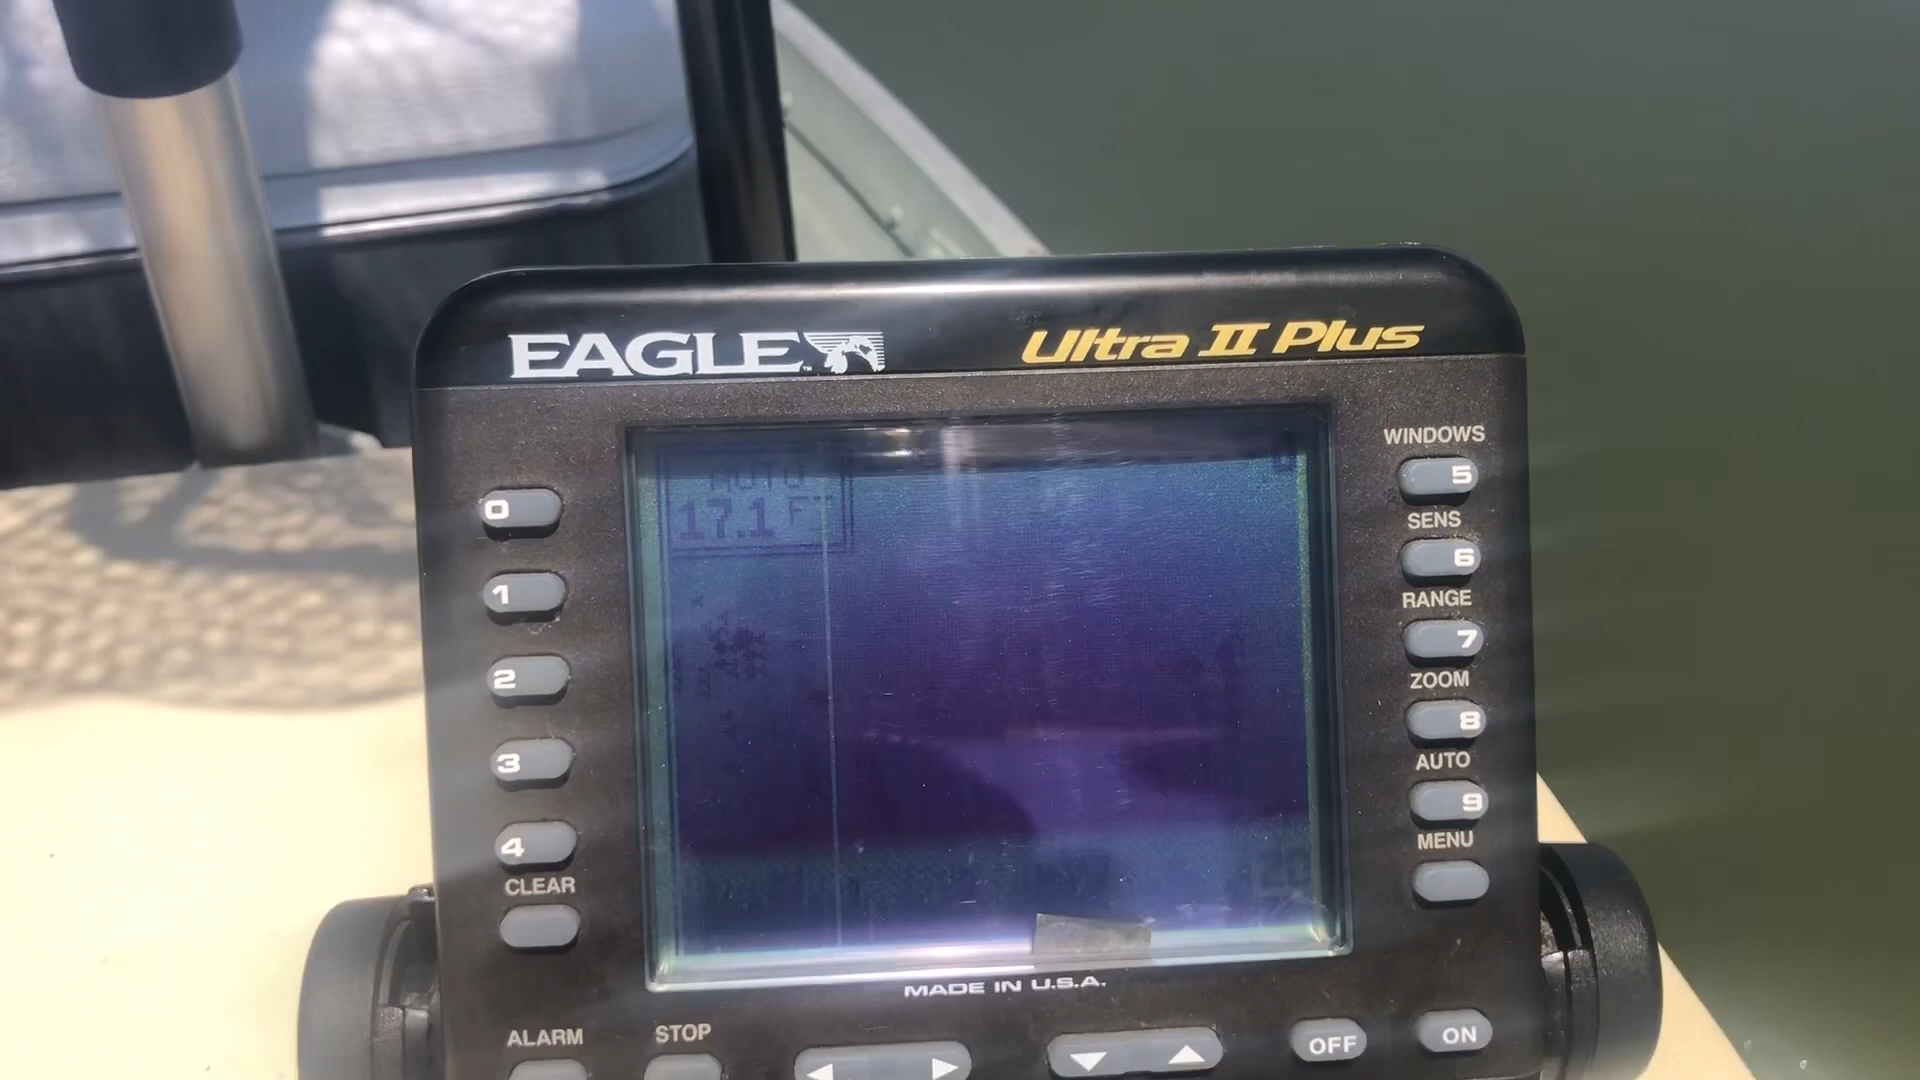 EAGLE
Ultra II Plus
AUTO
17.1 FT
0
1
2
3
4
CLEAR
WINDOWS
5
SENS
6
RANGE
7
ZOOM
8
AUTO
9
MENU
MADE IN U.S.A.
ALARM
STOP
OFF
ON